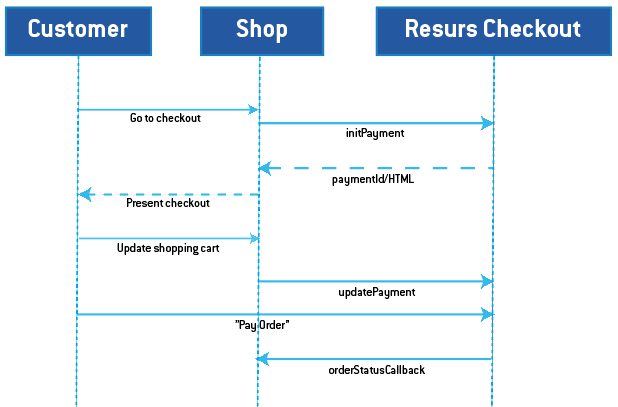 Customer
Shop
Resurs Checkout
Go to checkout
initPayment
paymentId/HTML
Present checkout
Update shopping cart
updatePayment
"Pay Order"
orderStatusCallback